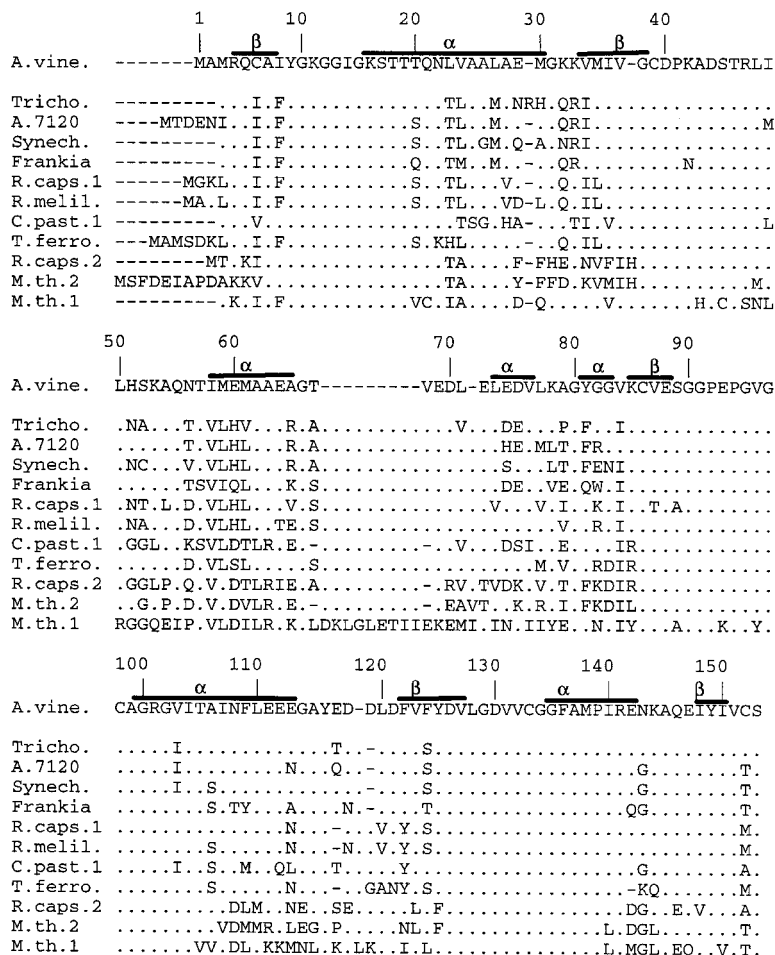 1 10 20 30 40
β α β
A.vine. -------MAMRQCAIYGKGGIGKSTTTQNLVAALAE-MGKKVMIV-GCDPKADSTRLI
Tricho. ---------...I.F..............TL...M.NRH.QRI................
A.7120 ----MTDENI...I.F...........S..TL...M.-...QRI...............M
Synech. ---------...I.F..............TL..GM.Q-A.NRI................
Frankia ---------...I.F...........Q..TM..M.-...QR..........N.......
R.caps.1 ------MGKL..I.F...........S..TL....V.-..Q.IL...............
R.melil. ------MA.L..I.F...........S..TL....VD-L.Q.IL...............
C.past.1 ---------...V.................TSG.HA-...TI.V..............L
T.ferro. ---MAMSDKL..I.F...........S.KHL......-..Q.IL...............
R.caps.2 --------MT.KI................TA....F-FHE.NVFIH.............
M.th.2 MSFDEIAPDAKKV................TA....Y-FFD.KVMIH...........M.
M.th.1 ---------.K.I.F...........VC.IA....D-Q.....V.......H.C.SNL
50 60 70 80 90
α α α β
A.vine. LHSKAQNTIMEMAAEAGT---------VEDL-ELEDVLKAGYGGVKCVESGGPEPGVG
Tricho. .NA...T.VLHV..R.A...........V...DE...P.F..I...............
A.7120 ......T.VLHL..R.A...............HE.MLT.FR.................
Synech. .NC...V.VLHL..R.A...............S...LT.FENI...............
Frankia .....TSVIQL..K.S................DE..VE.QW.I...............
R.caps.1 .NT.L.D.VLHL..V.S..............V...V.I..K.I..T.A..........
R.melil. .NA...D.VLHL.TE.S...................V..R.I................
C.past.1 .GGL..KSVLDTLR.E.-.........-..V...DSI..E...IR.............
T.ferro. ......D.VLSL....S.................M.V..RDIR...............
R.caps.2 .GGLP.Q.V.DTLRIE.A.........-.RV.TVDK.V.T.FKDIR............
M.th.2 ..G.P.D.V.DVLR.E.-..........EAVT..K.R.I.FKDIL.............
M.th.1 RGGQEIP.VLDILR.K.LDKLGLETIIEKEMI.IN.IIYE..N.IY...A...K..Y.
100 110 120 130 140 150
α β α β
A.vine. CAGRGVITAINFLEEEGAYED-DLDFVFYDVLGDVVCGGFAMPIRENKAQEIYIVCS
Tricho. .....I.............T..-....S.............................
A.7120 .....I.........N...Q..-....S...................G........T.
Synech. .....I..S.............-....S...................G........T.
Frankia ........S.TY...A....N.-....T..................QG........T.
R.caps.1 ...............N...-...V.Y.S............................M.
R.melil. ........S......N...-N..V.Y.S............................M.
C.past.1 .....I..S..M..QL...T.....Y.....................G........A.
T.ferro. ........S......N...-..GANY.S..................-KQ.......M.
R.caps.2 ..........DLM..NE..SE......L.F.................DG..E.V...A.
M.th.2 .........VDMMR.LEG.P.....NL.F................L.DGL......T.
M.th.1 .......VV.DL.KKMNL.K.LK..I.L.................L.MGL.EQ..V.T.